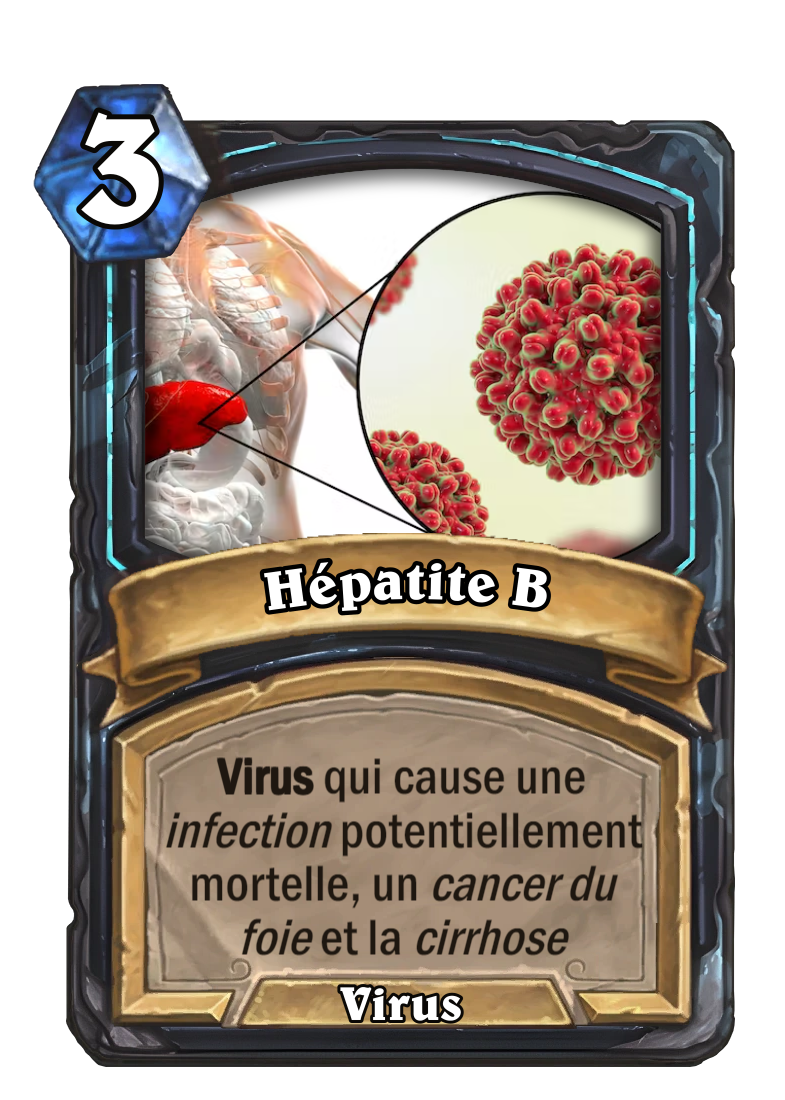 3
Hépatite B
Virus qui cause une
infection potentiellement
mortelle, un cancer du
foie et la cirrhose
Virus